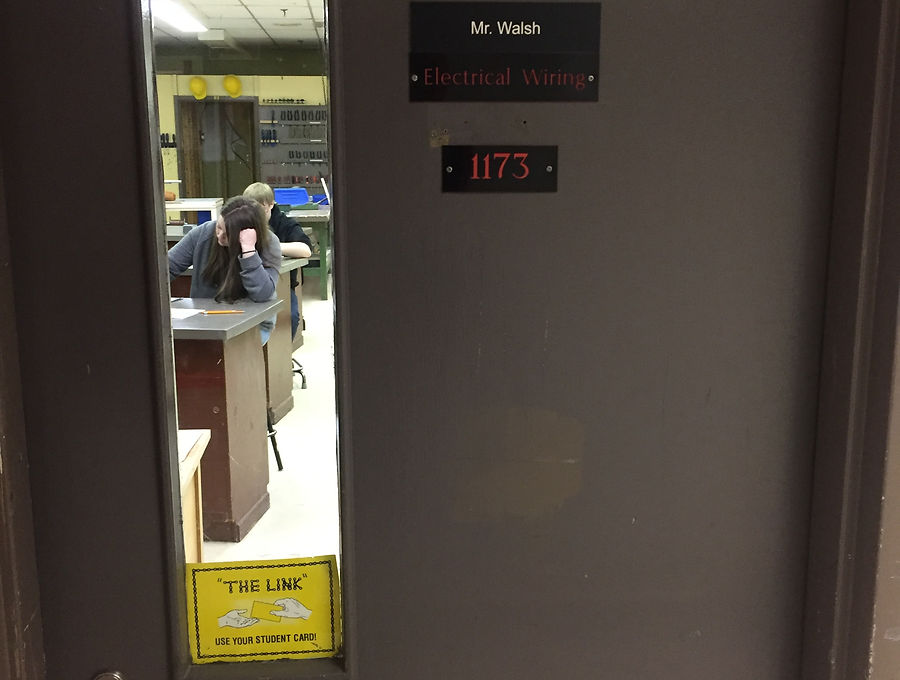 Mr. Walsh
Electrical Wiring
1173
"THE LINK"
USE YOUR STUDENT CARD!